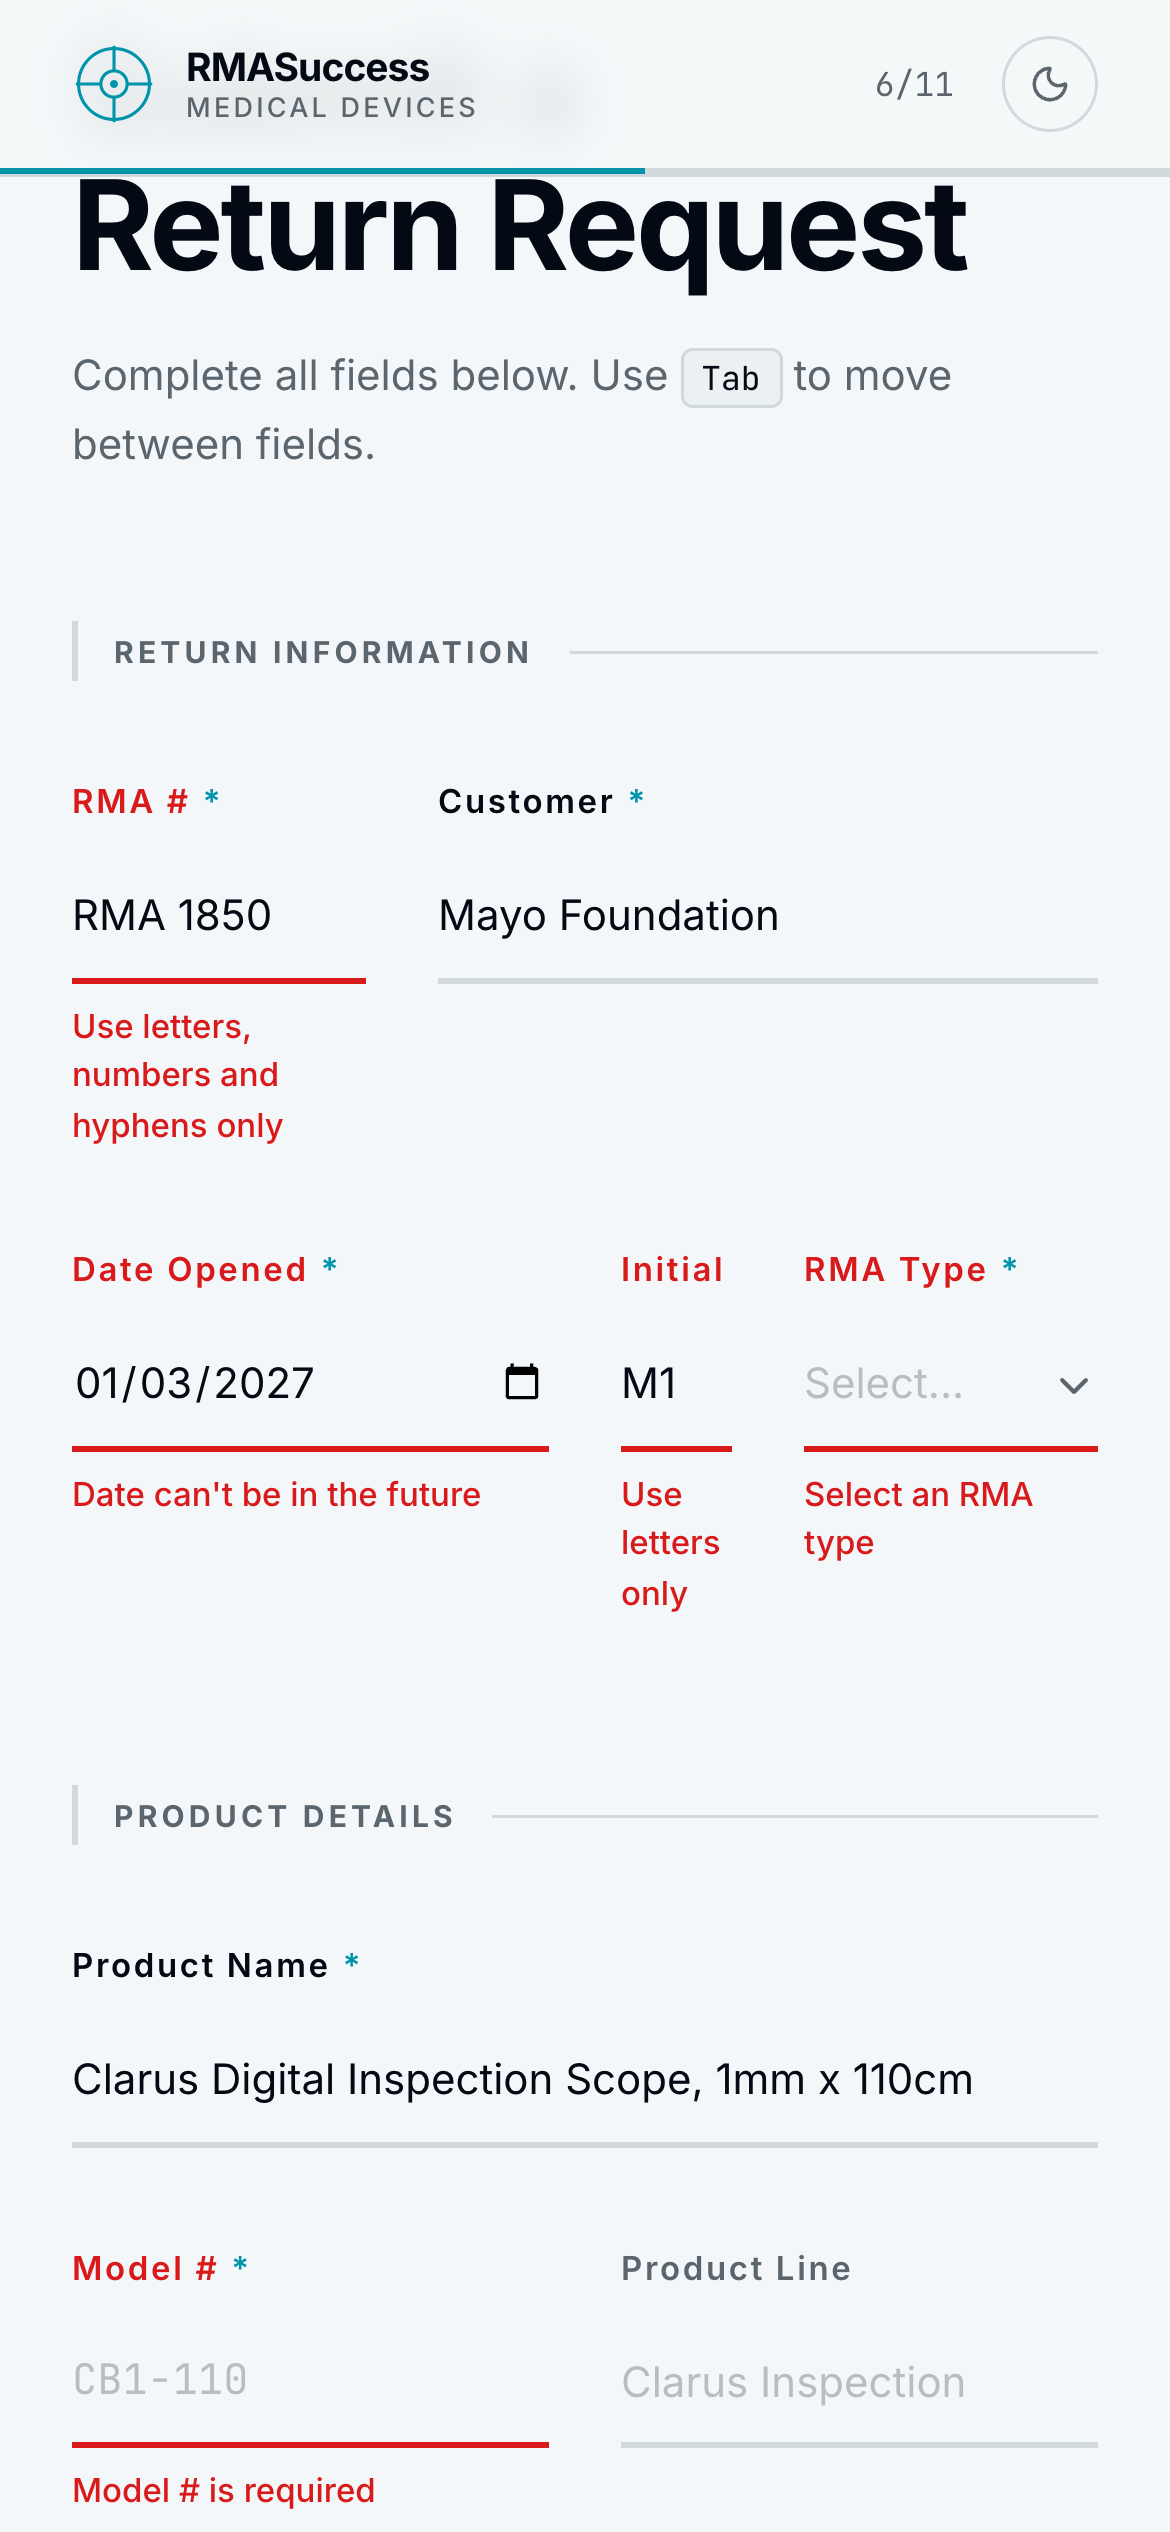 RMASuccess
MEDICAL DEVICES
6/11
Return Request
Complete all fields below. Use Tab to move
between fields.
RETURN INFORMATION
RMA # *
Customer *
RMA 1850
Mayo Foundation
Use letters,
numbers and
hyphens only
Date Opened *
Initial
RMA Type *
01/03/2027
M1
Select...
Date can't be in the future
Use
letters
only
Select an RMA
type
PRODUCT DETAILS
Product Name *
Clarus Digital Inspection Scope, 1mm x 110cm
Model # *
Product Line
CB1-110
Clarus Inspection
Model # is required